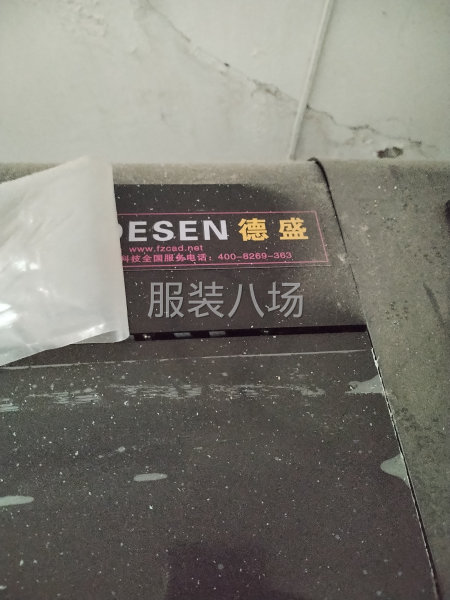 DESEN 德盛
www.fzcad.net
科技全国服务电话：400-8269-363
服装八场